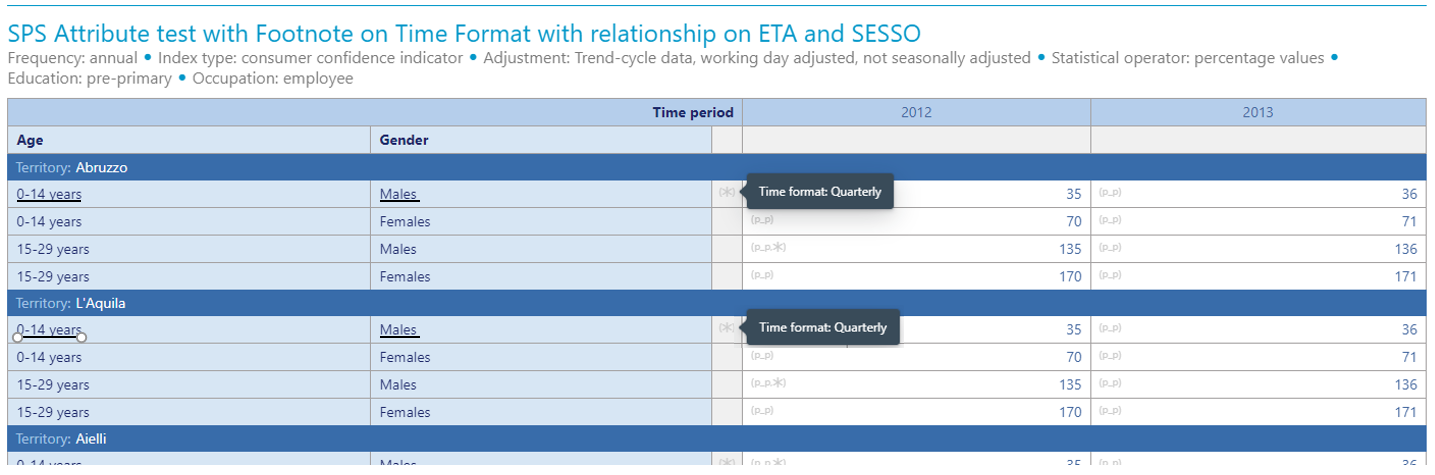 SPS Attribute test with Footnote on Time Format with relationship on ETA and SESSO
Frequency: annual • Index type: consumer confidence indicator • Adjustment: Trend-cycle data, working day adjusted, not seasonally adjusted • Statistical operator: percentage values •
Education: pre-primary • Occupation: employee
Time period 2012 2013
Age Gender
Territory: Abruzzo
0-14 years Males (*) Time format: Quarterly 35 (p_p) 36
0-14 years Females (p_p) 70 (p_p) 71
15-29 years Males (p_p,*) 135 (p_p) 136
15-29 years Females (p_p) 170 (p_p) 171
Territory: L'Aquila
0-14 years Males (*) Time format: Quarterly 35 (p_p) 36
0-14 years Females (p_p) 70 (p_p) 71
15-29 years Males (p_p,*) 135 (p_p) 136
15-29 years Females (p_p) 170 (p_p) 171
Territory: Aielli
0-14 years Males (*) (p_p,*) 35 (p_p) 36